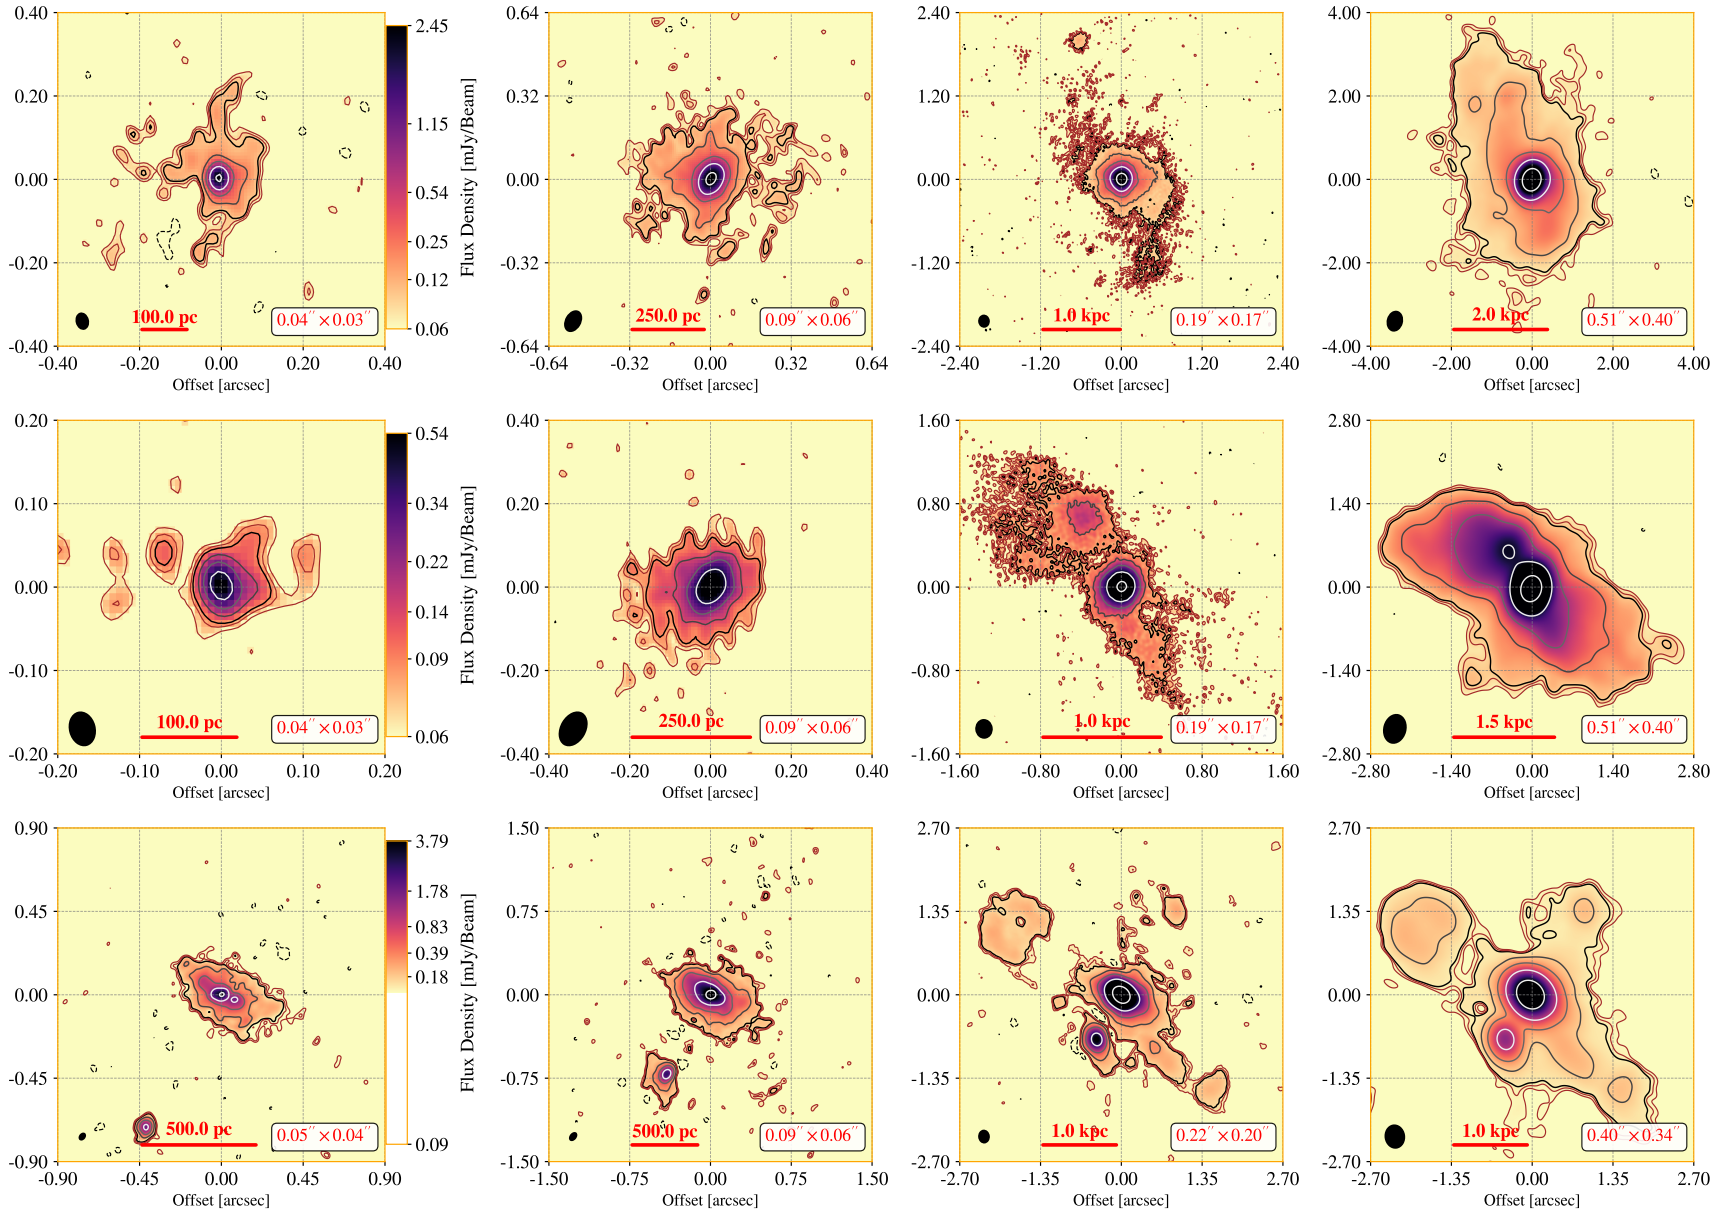 0.40
0.20
0.00
-0.20
-0.40
-0.40 -0.20 0.00 0.20 0.40
Offset [arcsec]
100.0 pc
0.04″×0.03″
2.45
1.15
0.54
0.25
0.12
0.06
Flux Density [mJy/Beam]
0.64
0.32
0.00
-0.32
-0.64
-0.64 -0.32 0.00 0.32 0.64
Offset [arcsec]
250.0 pc
0.09″×0.06″
2.40
1.20
0.00
-1.20
-2.40
-2.40 -1.20 0.00 1.20 2.40
Offset [arcsec]
1.0 kpc
0.19″×0.17″
4.00
2.00
0.00
-2.00
-4.00
-4.00 -2.00 0.00 2.00 4.00
Offset [arcsec]
2.0 kpc
0.51″×0.40″
0.20
0.10
0.00
-0.10
-0.20
-0.20 -0.10 0.00 0.10 0.20
Offset [arcsec]
100.0 pc
0.04″×0.03″
0.54
0.34
0.22
0.14
0.09
0.06
Flux Density [mJy/Beam]
0.40
0.20
0.00
-0.20
-0.40
-0.40 -0.20 0.00 0.20 0.40
Offset [arcsec]
250.0 pc
0.09″×0.06″
1.60
0.80
0.00
-0.80
-1.60
-1.60 -0.80 0.00 0.80 1.60
Offset [arcsec]
1.0 kpc
0.19″×0.17″
2.80
1.40
0.00
-1.40
-2.80
-2.80 -1.40 0.00 1.40 2.80
Offset [arcsec]
1.5 kpc
0.51″×0.40″
0.90
0.45
0.00
-0.45
-0.90
-0.90 -0.45 0.00 0.45 0.90
Offset [arcsec]
500.0 pc
0.05″×0.04″
3.79
1.78
0.83
0.39
0.18
0.09
Flux Density [mJy/Beam]
1.50
0.75
0.00
-0.75
-1.50
-1.50 -0.75 0.00 0.75 1.50
Offset [arcsec]
500.0 pc
0.09″×0.06″
2.70
1.35
0.00
-1.35
-2.70
-2.70 -1.35 0.00 1.35 2.70
Offset [arcsec]
1.0 kpc
0.22″×0.20″
2.70
1.35
0.00
-1.35
-2.70
-2.70 -1.35 0.00 1.35 2.70
Offset [arcsec]
1.0 kpc
0.40″×0.34″